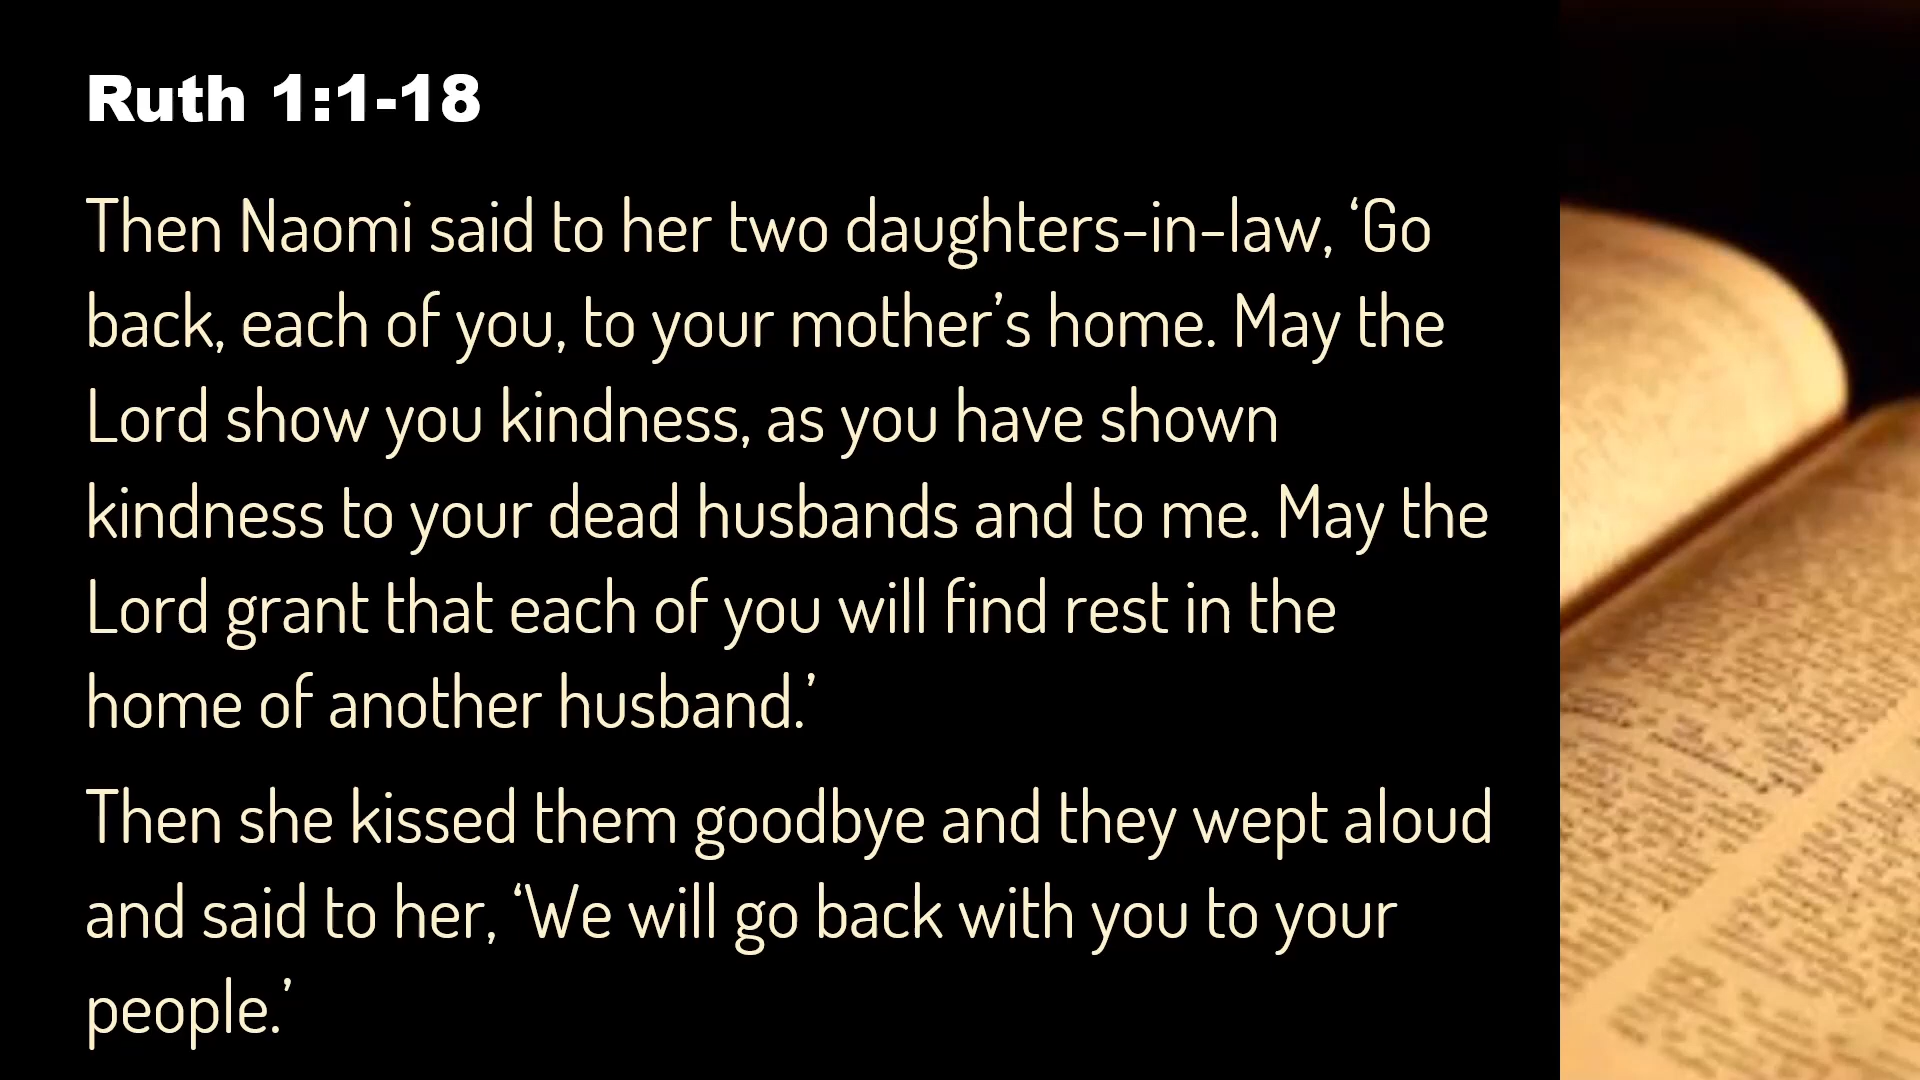 Ruth 1:1-18
Then Naomi said to her two daughters-in-law, ‘Go
back, each of you, to your mother’s home. May the
Lord show you kindness, as you have shown
kindness to your dead husbands and to me. May the
Lord grant that each of you will find rest in the
home of another husband.’
Then she kissed them goodbye and they wept aloud
and said to her, ‘We will go back with you to your
people.’